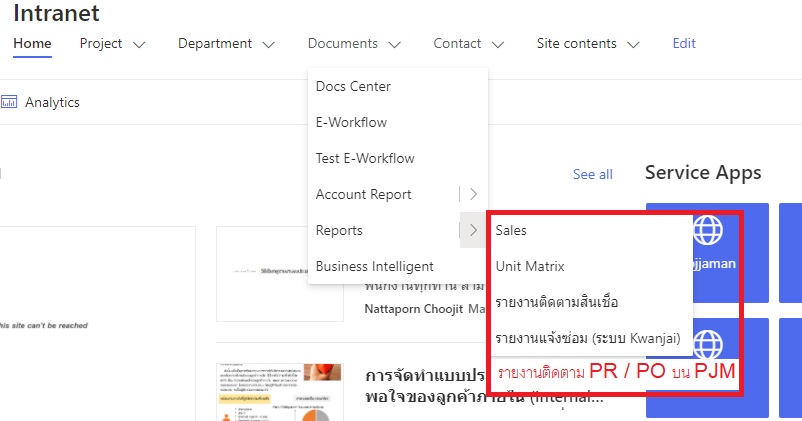 Intranet
Home Project Department Documents Contact Site contents Edit
Analytics
Docs Center
E-Workflow
Test E-Workflow
Account Report
Reports
Business Intelligent
See all
Service Apps
Sales
Unit Matrix
รายงานติดตามสินเชื่อ
รายงานแจ้งซ่อม (ระบบ Kwanjai)
รายงานติดตาม PR / PO บน PJM
jjaman
his site can't be reached
พนักงานทุกท่าน สาม
Nattaporn Choojit Ma
การจัดทำแบบประ
พอใจของลูกค้าภายใน (Internal...